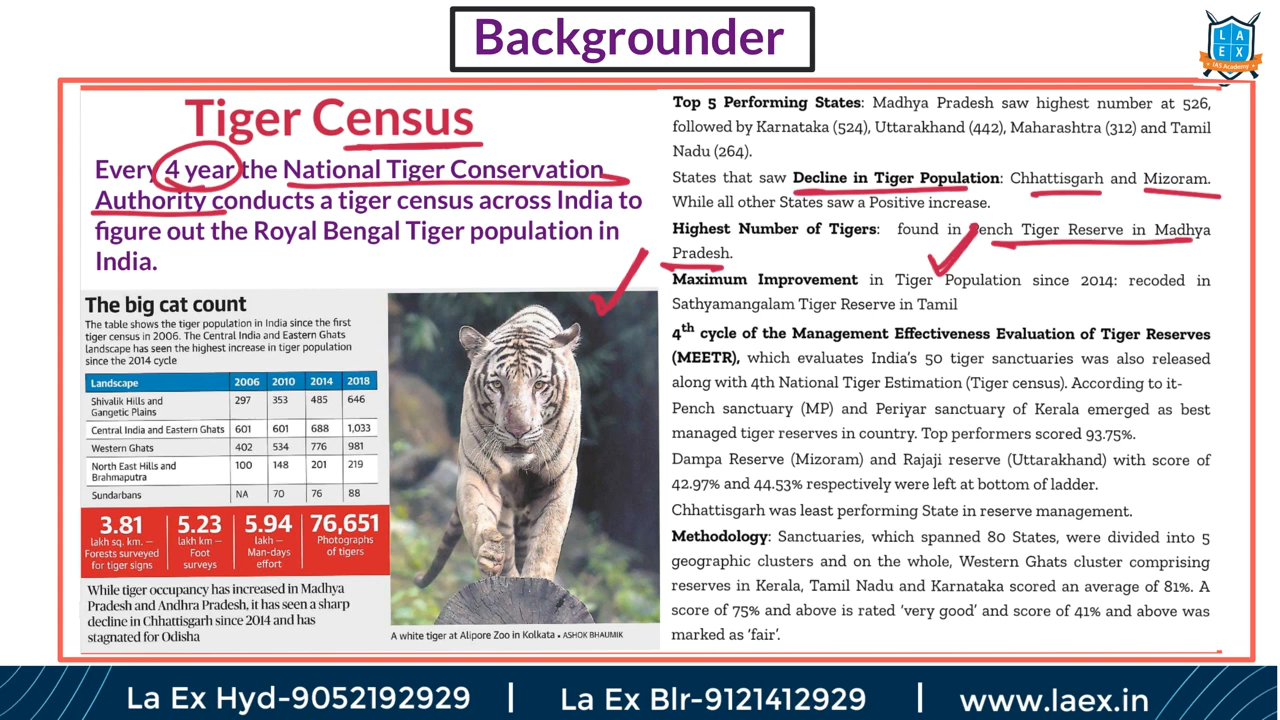 Backgrounder
L A
E X
IAS Academy
Tiger Census
Every 4 year the National Tiger Conservation
Authority conducts a tiger census across India to
figure out the Royal Bengal Tiger population in
India.
The big cat count
The table shows the tiger population in India since the first
tiger census in 2006. The Central India and Eastern Ghats
landscape has seen the highest increase in tiger population
since the 2014 cycle
Landscape 2006 2010 2014 2018
Shivalik Hills and
Gangetic Plains 297 353 485 646
Central India and Eastern Ghats 601 601 688 1,033
Western Ghats 402 534 776 981
North East Hills and
Brahmaputra 100 148 201 219
Sundarbans NA 70 76 88
3.81
lakh sq. km. –
Forests surveyed
for tiger signs
5.23
lakh km –
Foot
surveys
5.94
lakh –
Man-days
effort
76,651
Photographs
of tigers
While tiger occupancy has increased in Madhya
Pradesh and Andhra Pradesh, it has seen a sharp
decline in Chhattisgarh since 2014 and has
stagnated for Odisha
A white tiger at Alipore Zoo in Kolkata • ASHOK BHAUMIK
Top 5 Performing States: Madhya Pradesh saw highest number at 526,
followed by Karnataka (524), Uttarakhand (442), Maharashtra (312) and Tamil
Nadu (264).
States that saw Decline in Tiger Population: Chhattisgarh and Mizoram.
While all other States saw a Positive increase.
Highest Number of Tigers: found in Pench Tiger Reserve in Madhya
Pradesh.
Maximum Improvement in Tiger Population since 2014: recoded in
Sathyamangalam Tiger Reserve in Tamil
4th cycle of the Management Effectiveness Evaluation of Tiger Reserves
(MEETR), which evaluates India's 50 tiger sanctuaries was also released
along with 4th National Tiger Estimation (Tiger census). According to it-
Pench sanctuary (MP) and Periyar sanctuary of Kerala emerged as best
managed tiger reserves in country. Top performers scored 93.75%.
Dampa Reserve (Mizoram) and Rajaji reserve (Uttarakhand) with score of
42.97% and 44.53% respectively were left at bottom of ladder.
Chhattisgarh was least performing State in reserve management.
Methodology: Sanctuaries, which spanned 80 States, were divided into 5
geographic clusters and on the whole, Western Ghats cluster comprising
reserves in Kerala, Tamil Nadu and Karnataka scored an average of 81%. A
score of 75% and above is rated 'very good' and score of 41% and above was
marked as 'fair'.
La Ex Hyd-9052192929 | La Ex Blr-9121412929 | www.laex.in